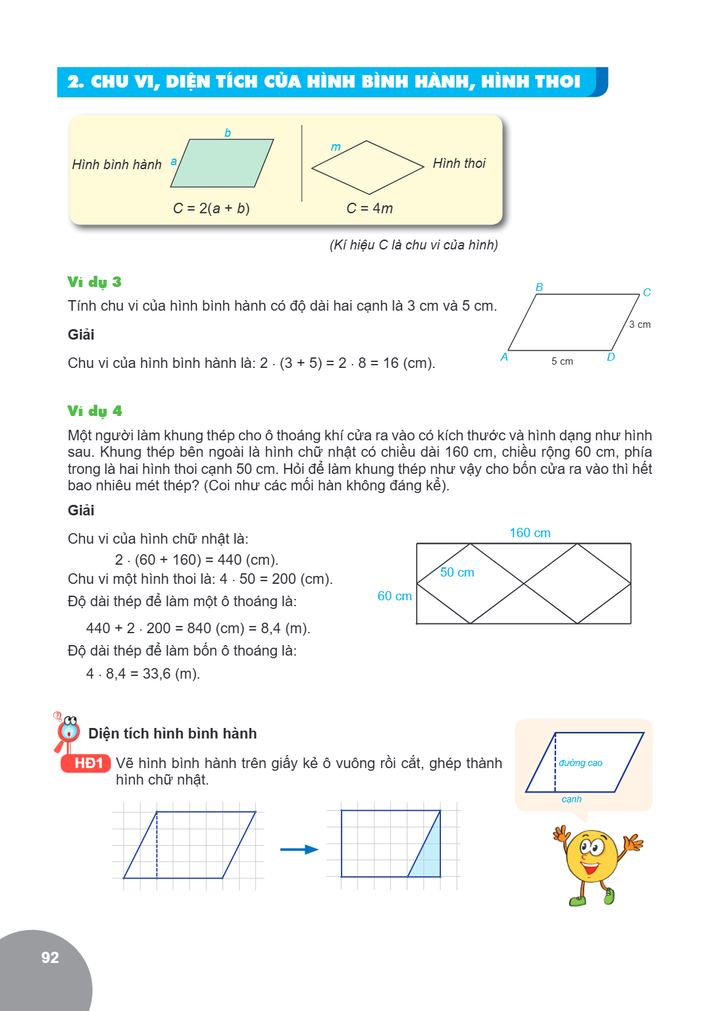 2. CHU VI, DIỆN TÍCH CỦA HÌNH BÌNH HÀNH, HÌNH THOI
b
m
Hình bình hành
a
Hình thoi
C = 2(a + b)
C = 4m
(Kí hiệu C là chu vi của hình)
Ví dụ 3
Tính chu vi của hình bình hành có độ dài hai cạnh là 3 cm và 5 cm.
Giải
Chu vi của hình bình hành là: 2 · (3 + 5) = 2 · 8 = 16 (cm).
B
C
3 cm
A
5 cm
D
Ví dụ 4
Một người làm khung thép cho ô thoáng khí cửa ra vào có kích thước và hình dạng như hình
sau. Khung thép bên ngoài là hình chữ nhật có chiều dài 160 cm, chiều rộng 60 cm, phía
trong là hai hình thoi cạnh 50 cm. Hỏi để làm khung thép như vậy cho bốn cửa ra vào thì hết
bao nhiêu mét thép? (Coi như các mối hàn không đáng kể).
Giải
Chu vi của hình chữ nhật là:
2 · (60 + 160) = 440 (cm).
Chu vi một hình thoi là: 4 · 50 = 200 (cm).
Độ dài thép để làm một ô thoáng là:
440 + 2 · 200 = 840 (cm) = 8,4 (m).
Độ dài thép để làm bốn ô thoáng là:
4 · 8,4 = 33,6 (m).
160 cm
50 cm
60 cm
?
Diện tích hình bình hành
HĐ1 Vẽ hình bình hành trên giấy kẻ ô vuông rồi cắt, ghép thành
hình chữ nhật.
đường cao
cạnh
92